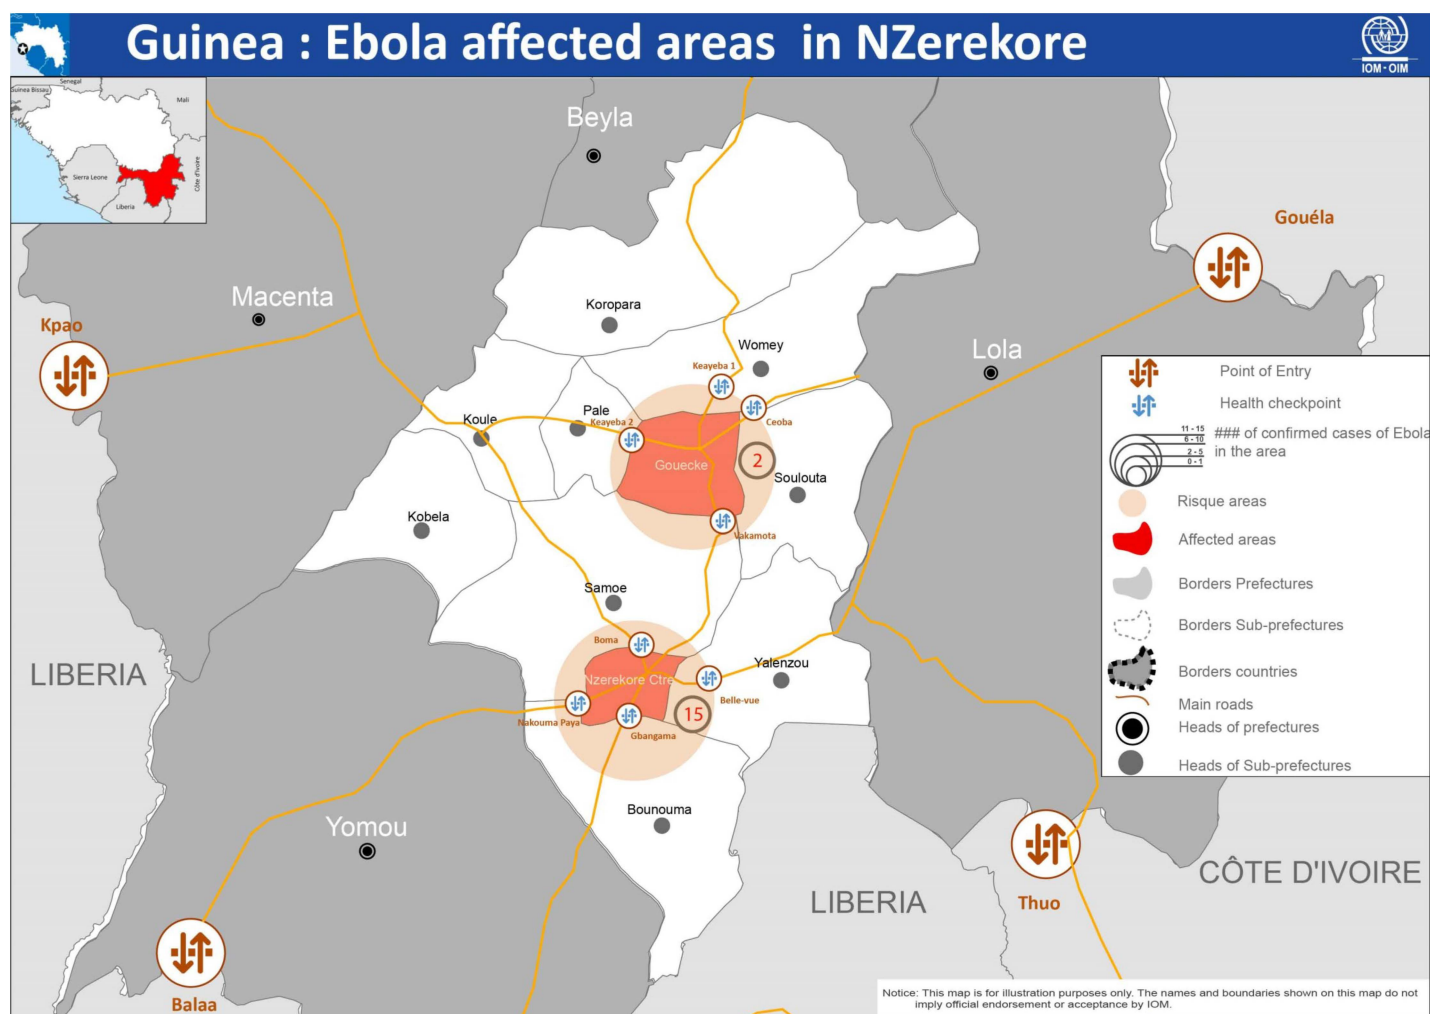 Guinea : Ebola affected areas in NZerekore
IOM • OIM
Senegal
Guinea Bissau
Mali
Sierra Leone
Liberia
Côte d'Ivoire
Beyla
Gouéla
Macenta
Kpao
Koropara
Womey
Lola
Keayeba 1
Pale
Keayeba 2
Koule
Ceoba
Gouecke
2
Soulouta
Kobela
Vakamota
Samoe
Boma
LIBERIA
Nzerekore Ctre
Yalenzou
Belle-vue
15
Nakouma Paya
Gbangama
Bounouma
Yomou
LIBERIA
CÔTE D'IVOIRE
Thuo
Balaa
Point of Entry
Health checkpoint
11 - 15
6 - 10
2 - 5
0 - 1
### of confirmed cases of Ebola
in the area
Risque areas
Affected areas
Borders Prefectures
Borders Sub-prefectures
Borders countries
Main roads
Heads of prefectures
Heads of Sub-prefectures
Notice: This map is for illustration purposes only. The names and boundaries shown on this map do not
imply official endorsement or acceptance by IOM.